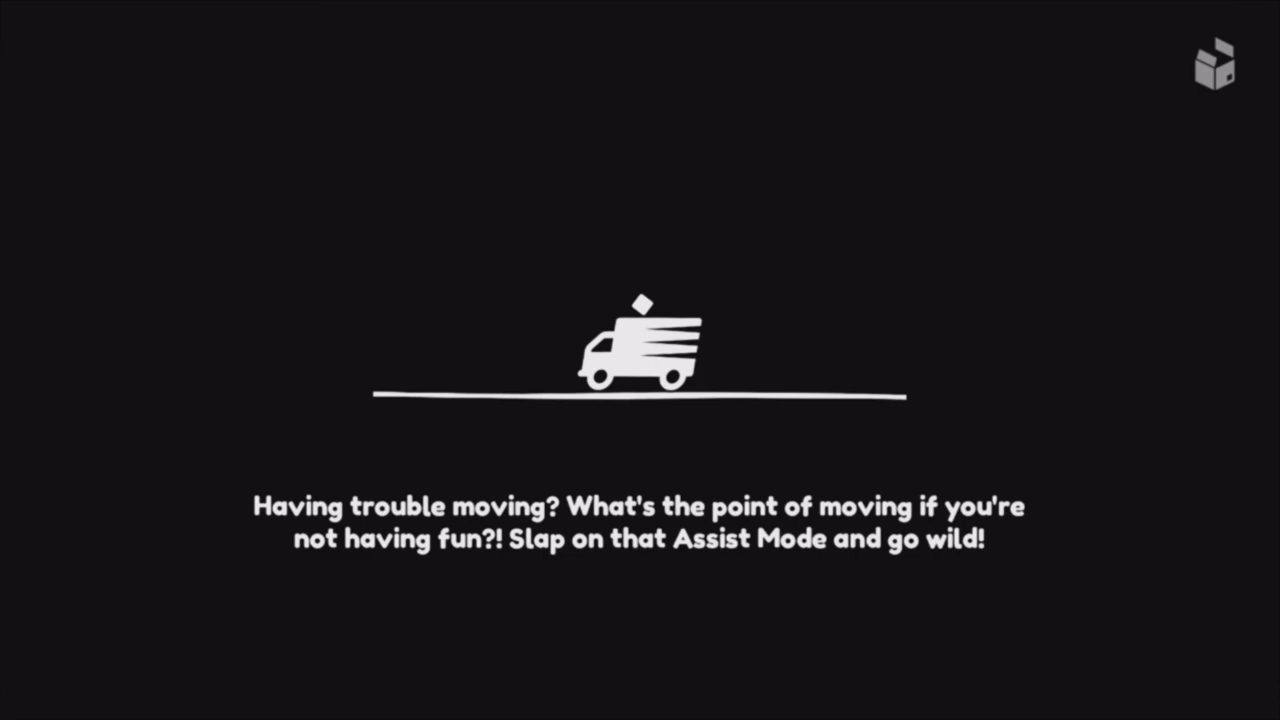 Having trouble moving? What's the point of moving if you're
not having fun?! Slap on that Assist Mode and go wild!